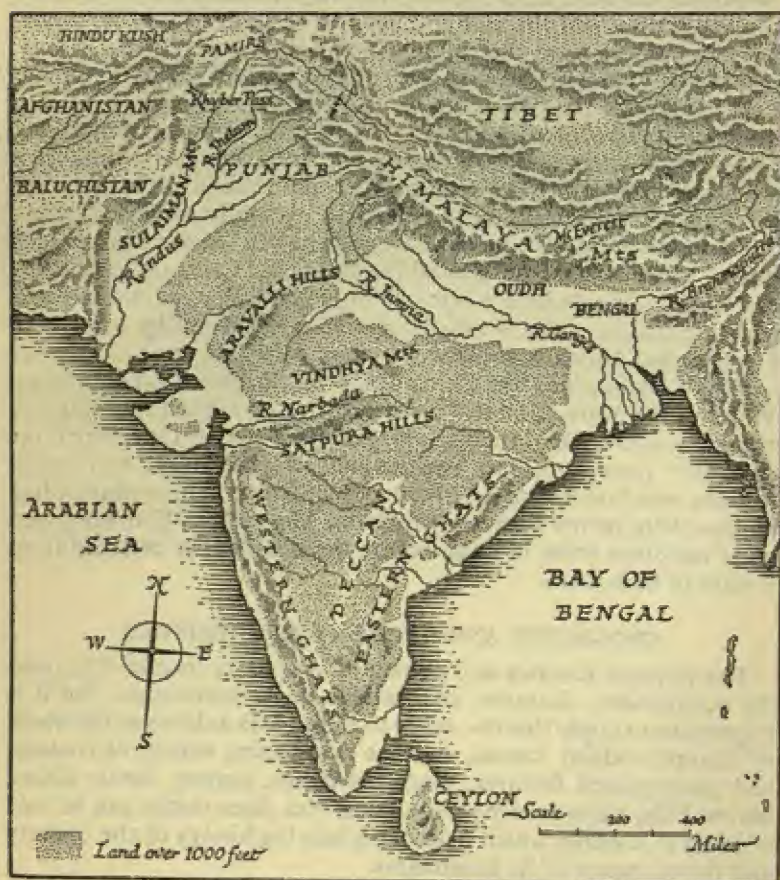 HINDU KUSH
PAMIRS
AFGHANISTAN
Khyber Pass
TIBET
R. Jhelum
PUNJAB
BALUCHISTAN
SULAIMAN Mts
HIMALAYA
Mts
Mt. Everest
R. Indus
R. Brahmaputra
OUDH
BENGAL
ARAVALLI HILLS
R. Jumna
R. Ganges
VINDHYA Mts
R. Narbada
SATPURA HILLS
ARABIAN
SEA
WESTERN GHATS
DECCAN
EASTERN GHATS
BAY OF
BENGAL
N
W
E
S
CEYLON
Scale
200
400
Miles
Land over 1000 feet